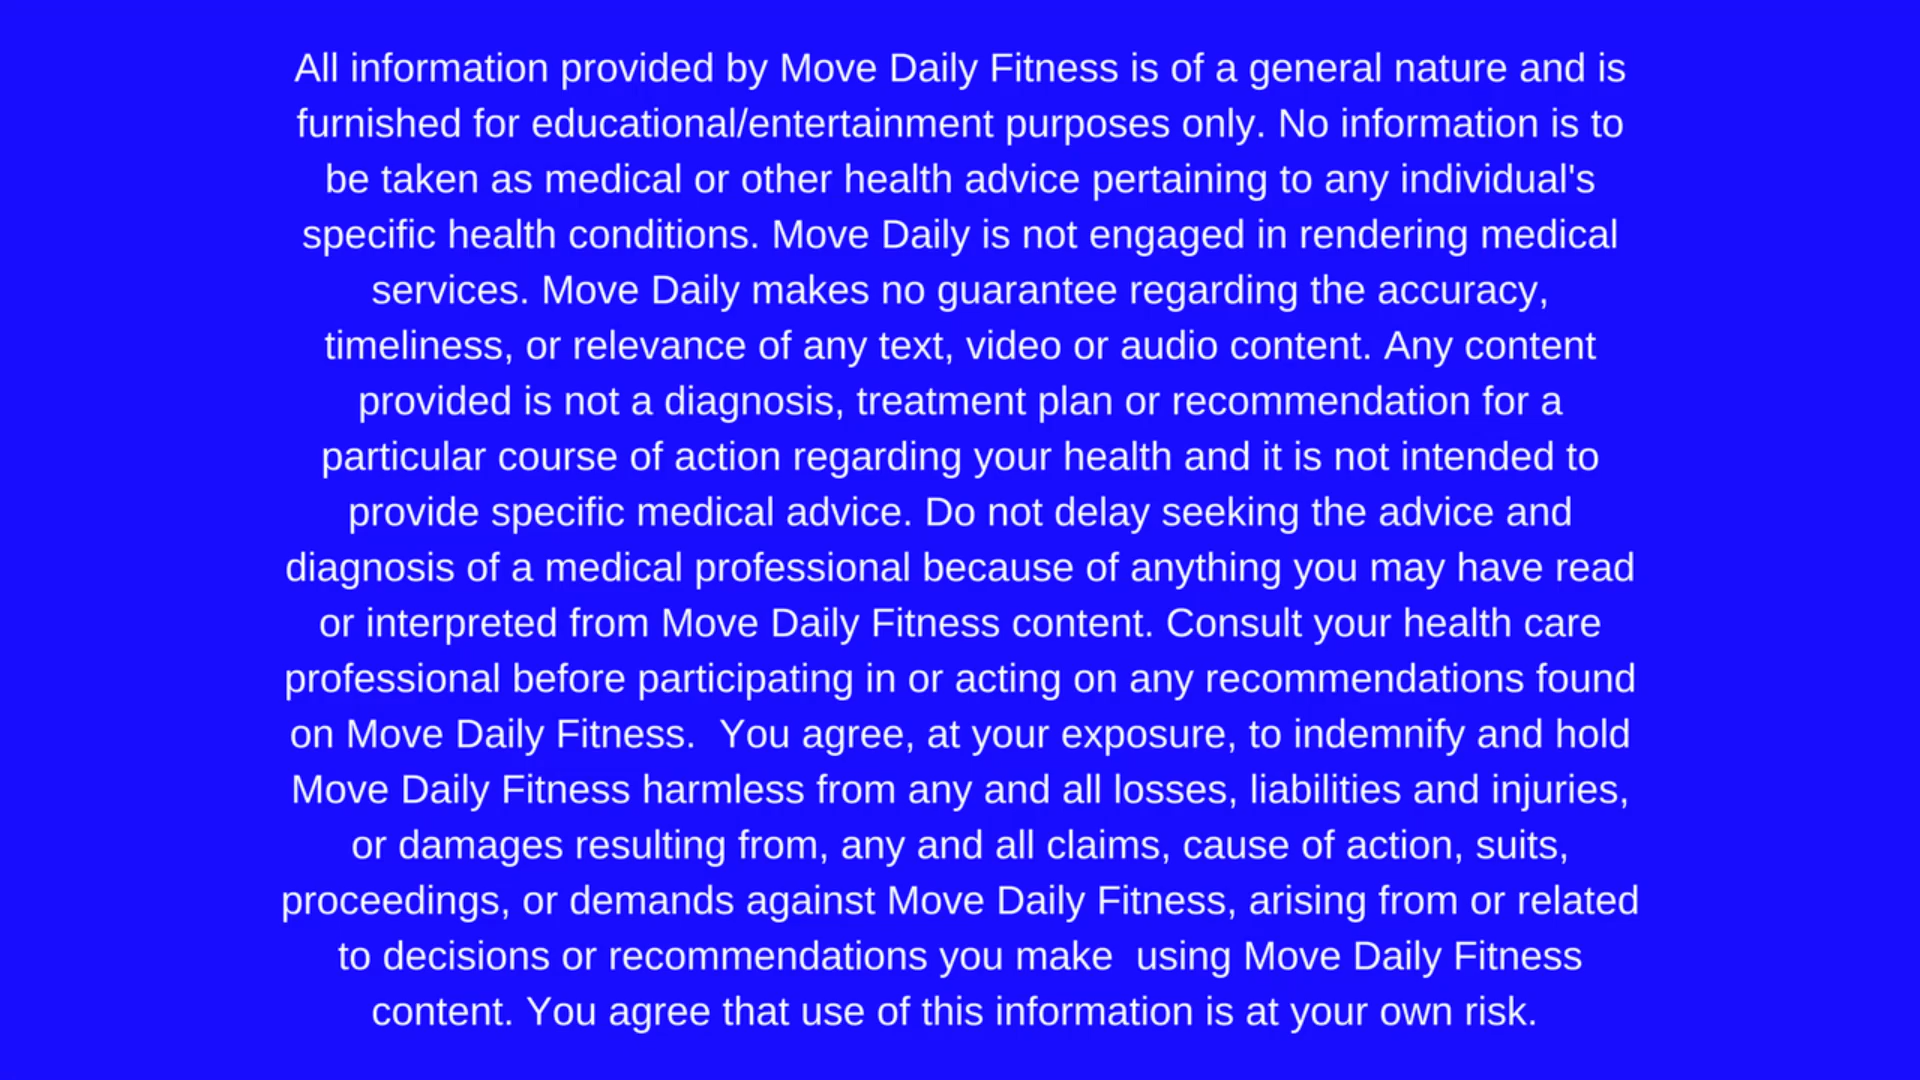 All information provided by Move Daily Fitness is of a general nature and is
furnished for educational/entertainment purposes only. No information is to
be taken as medical or other health advice pertaining to any individual's
specific health conditions. Move Daily is not engaged in rendering medical
services. Move Daily makes no guarantee regarding the accuracy,
timeliness, or relevance of any text, video or audio content. Any content
provided is not a diagnosis, treatment plan or recommendation for a
particular course of action regarding your health and it is not intended to
provide specific medical advice. Do not delay seeking the advice and
diagnosis of a medical professional because of anything you may have read
or interpreted from Move Daily Fitness content. Consult your health care
professional before participating in or acting on any recommendations found
on Move Daily Fitness.  You agree, at your exposure, to indemnify and hold
Move Daily Fitness harmless from any and all losses, liabilities and injuries,
or damages resulting from, any and all claims, cause of action, suits,
proceedings, or demands against Move Daily Fitness, arising from or related
to decisions or recommendations you make  using Move Daily Fitness
content. You agree that use of this information is at your own risk.